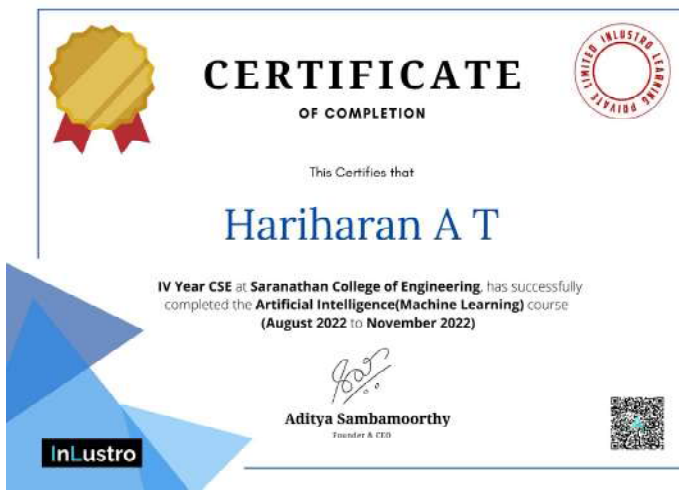 CERTIFICATE
OF COMPLETION
INLUSTRO LEARNING PRIVATE LIMITED
This Certifies that
Hariharan A T
IV Year CSE at Saranathan College of Engineering, has successfully
completed the Artificial Intelligence(Machine Learning) course
(August 2022 to November 2022)
Aditya Sambamoorthy
Founder & CEO
InLustro